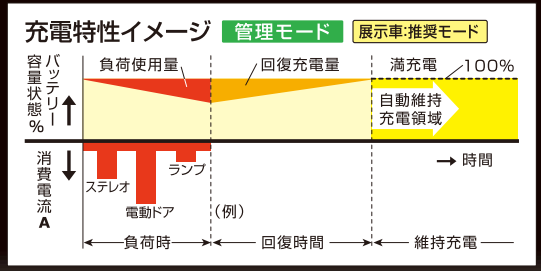 充電特性イメージ 管理モード 展示車:推奨モード
バッテリー
容量状態%
負荷使用量
回復充電量
満充電
100%
自動維持
充電領域
消費電流A
ステレオ
電動ドア
ランプ
(例)
時間
負荷時
回復時間
維持充電